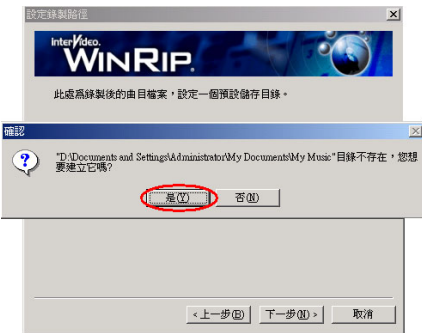 設定錄製路徑
InterVideo.
WINRIP.
此處為錄製後的曲目檔案，設定一個預設儲存目錄。
確認
"D:\Documents and Settings\Administrator\My Documents\My Music"目錄不存在，您想
要建立它嗎?
是(Y)
否(N)
<上一步(B)
下一步(N)>
取消